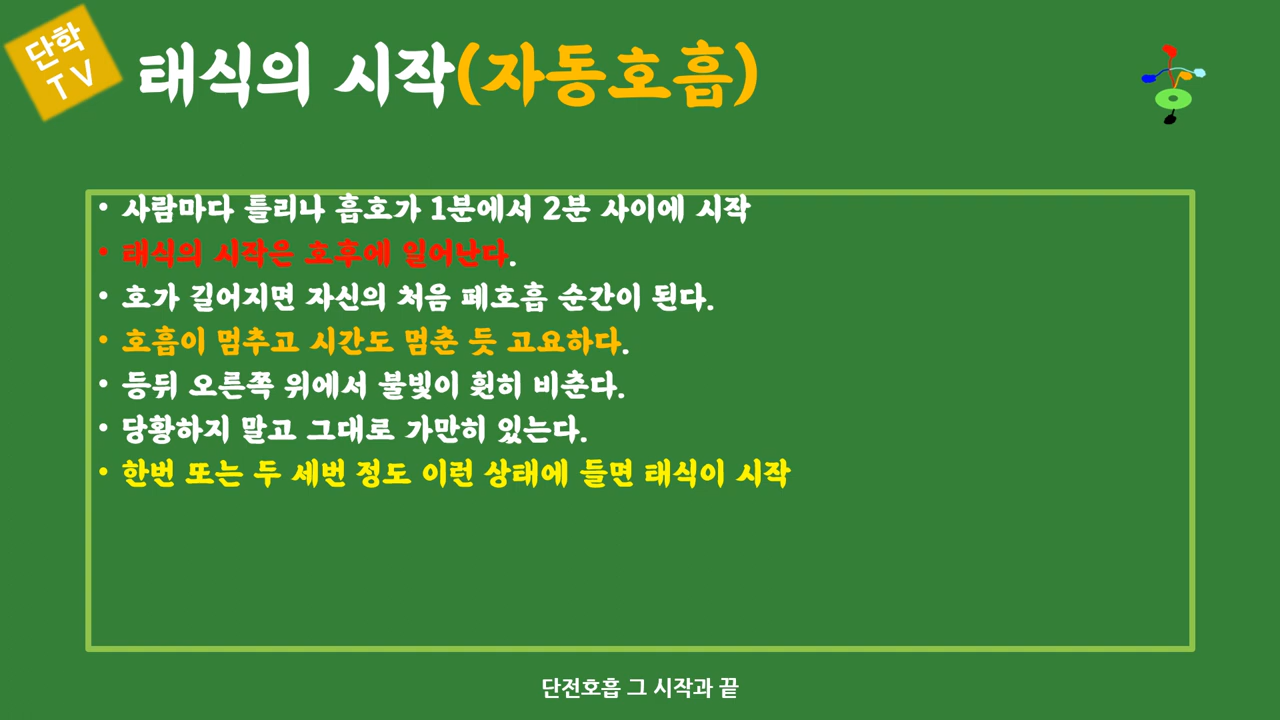 단학
TV
태식의 시작(자동호흡)
• 사람마다 틀리나 흡호가 1분에서 2분 사이에 시작
• 태식의 시작은 호후에 일어난다.
• 호가 길어지면 자신의 처음 폐호흡 순간이 된다.
• 호흡이 멈추고 시간도 멈춘 듯 고요하다.
• 등뒤 오른쪽 위에서 불빛이 훤히 비춘다.
• 당황하지 말고 그대로 가만히 있는다.
• 한번 또는 두 세번 정도 이런 상태에 들면 태식이 시작
단전호흡 그 시작과 끝